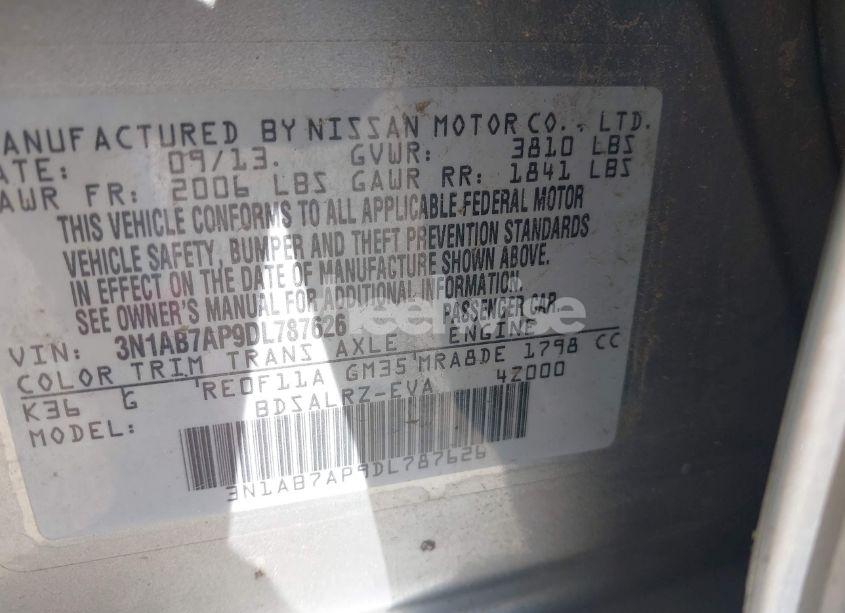 ANUFACTURED BY NISSAN MOTOR CO., LTD.
ATE: 09/13. GVWR: 3810 LBS
AWR FR: 2006 LBS GAWR RR: 1841 LBS
THIS VEHICLE CONFORMS TO ALL APPLICABLE FEDERAL MOTOR
VEHICLE SAFETY, BUMPER AND THEFT PREVENTION STANDARDS
IN EFFECT ON THE DATE OF MANUFACTURE SHOWN ABOVE.
SEE OWNER'S MANUAL FOR ADDITIONAL INFORMATION.
VIN: 3N1AB7AP9DL787626 PASSENGER CAR.
COLOR TRIM TRANS AXLE ENGINE
K36 G RE0F11A GM35 MRA8DE 1798 CC
MODEL: BDSALRZ-EVA 4Z000
3N1AB7AP9DL787626